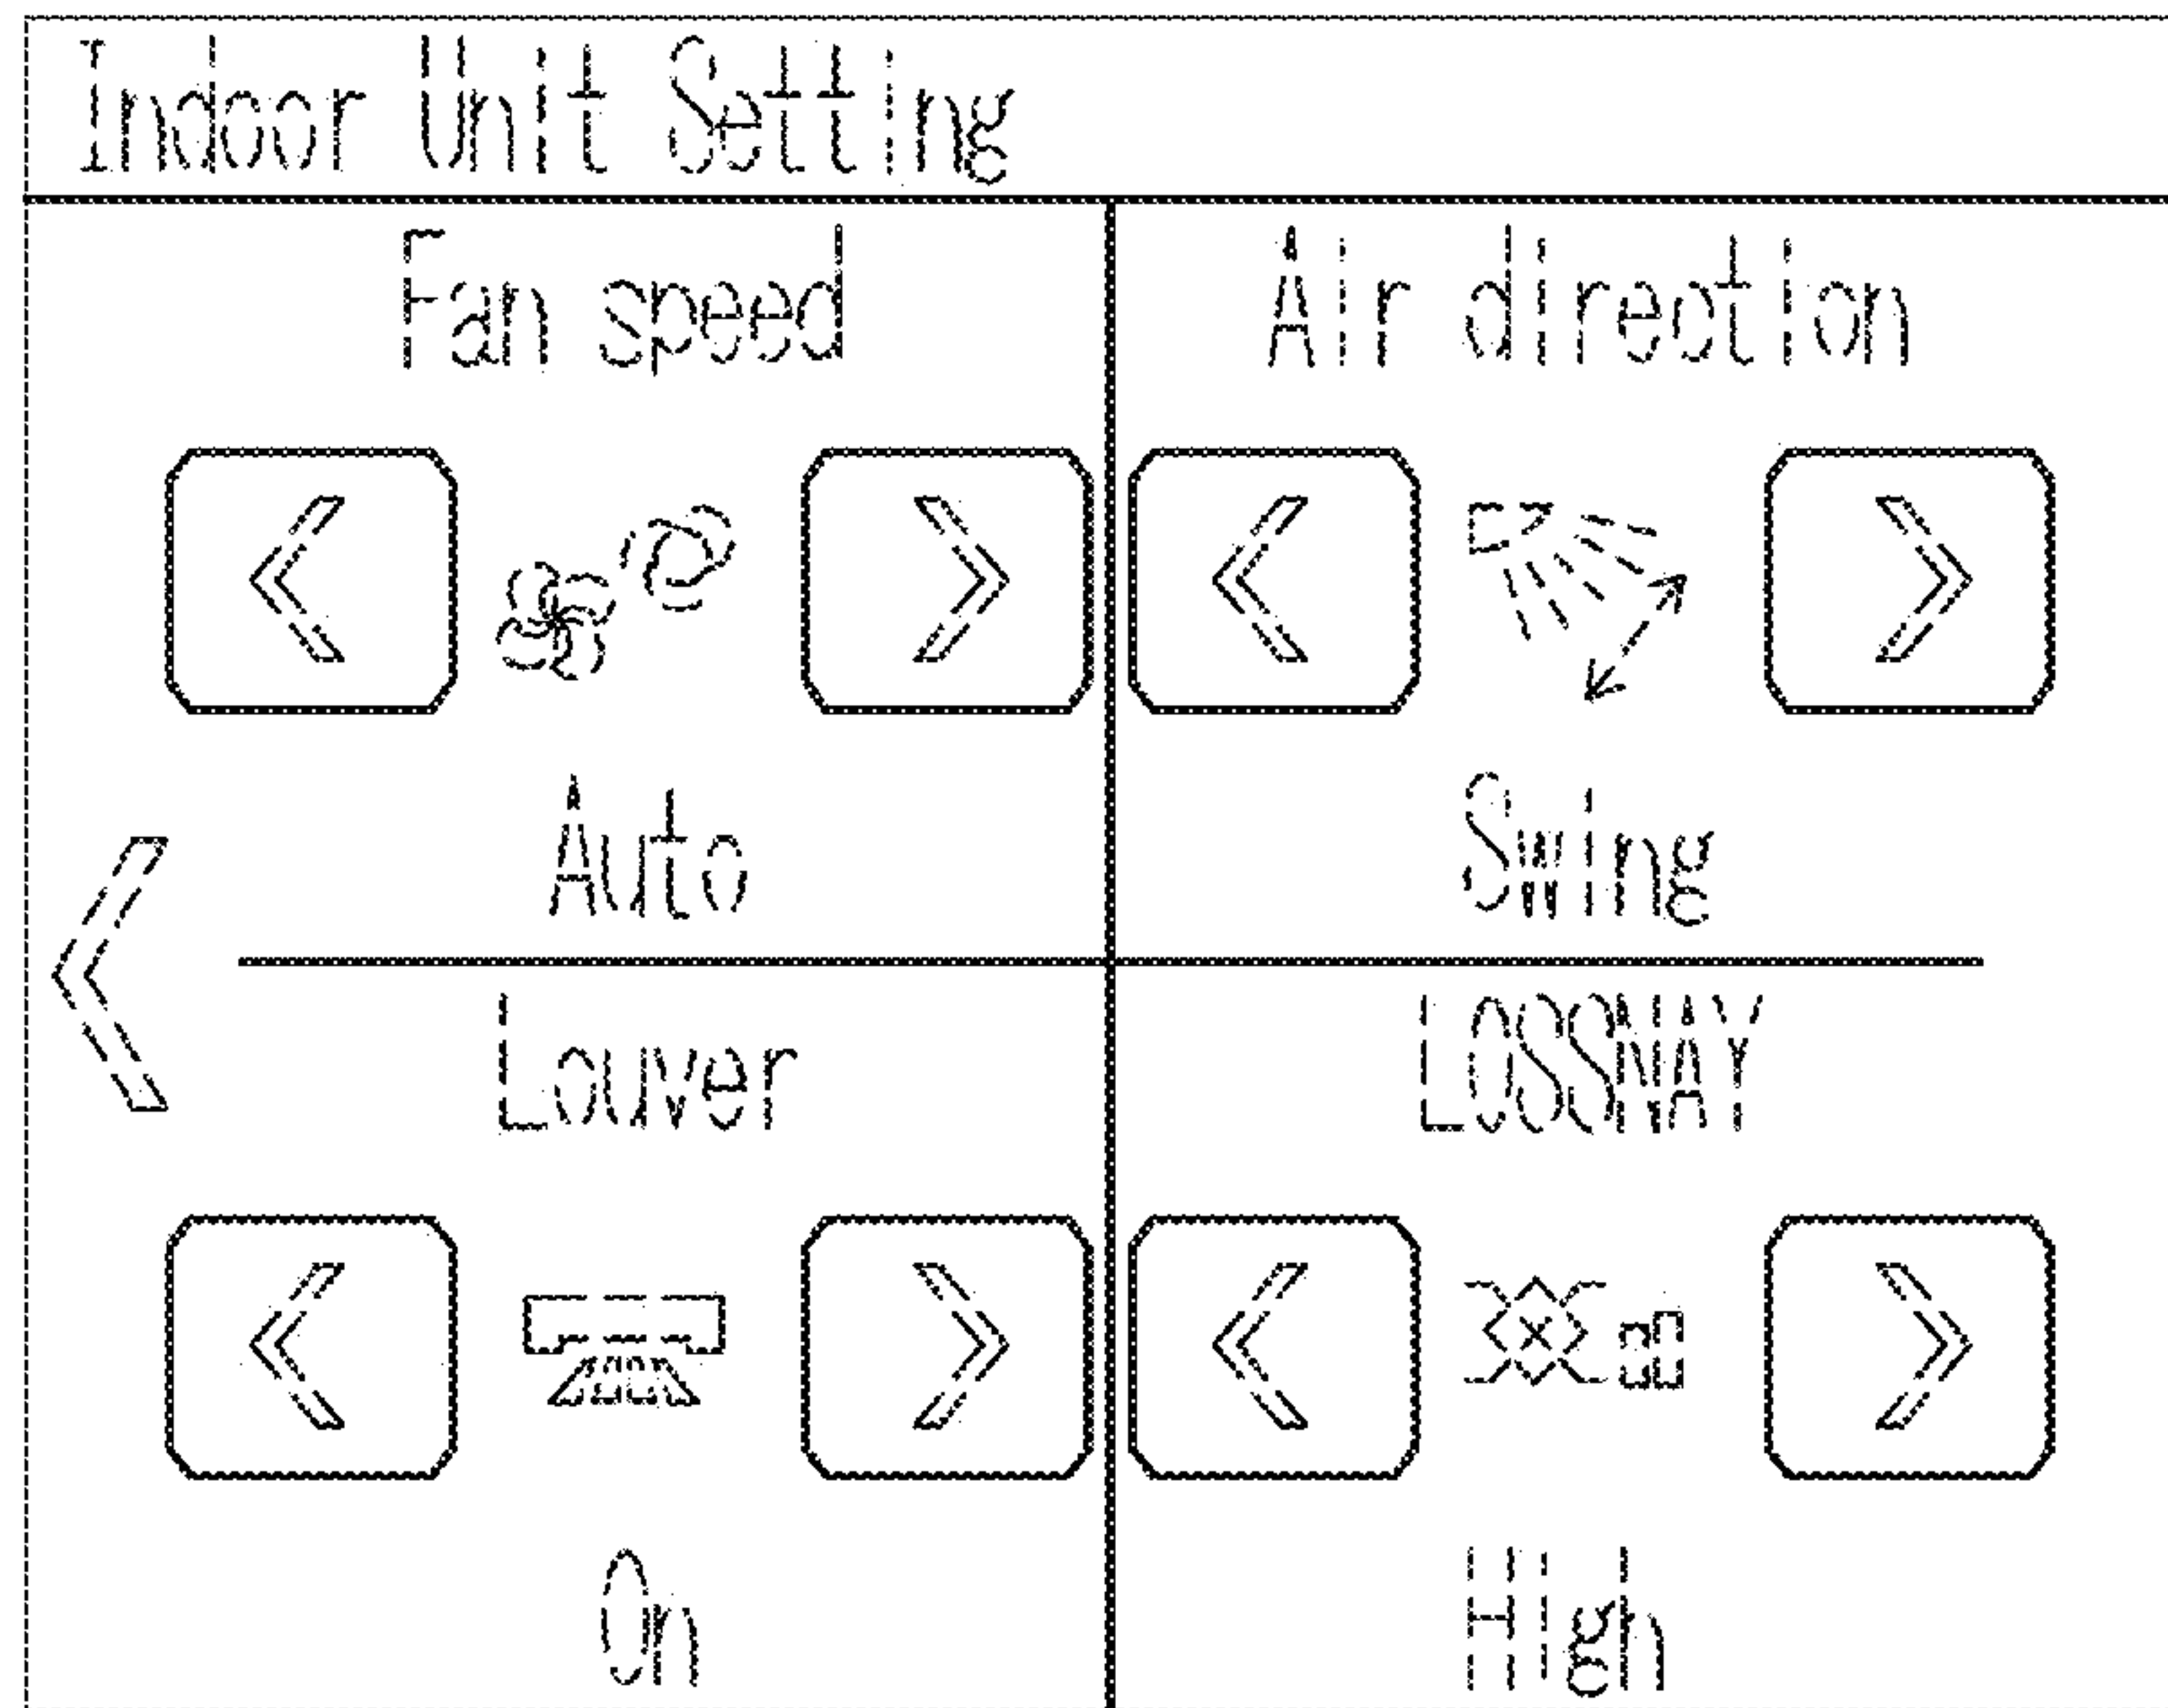 Indoor Unit Setting
Fan speed
Air direction
Auto
Swing
Louver
LOSSNAY
On
High